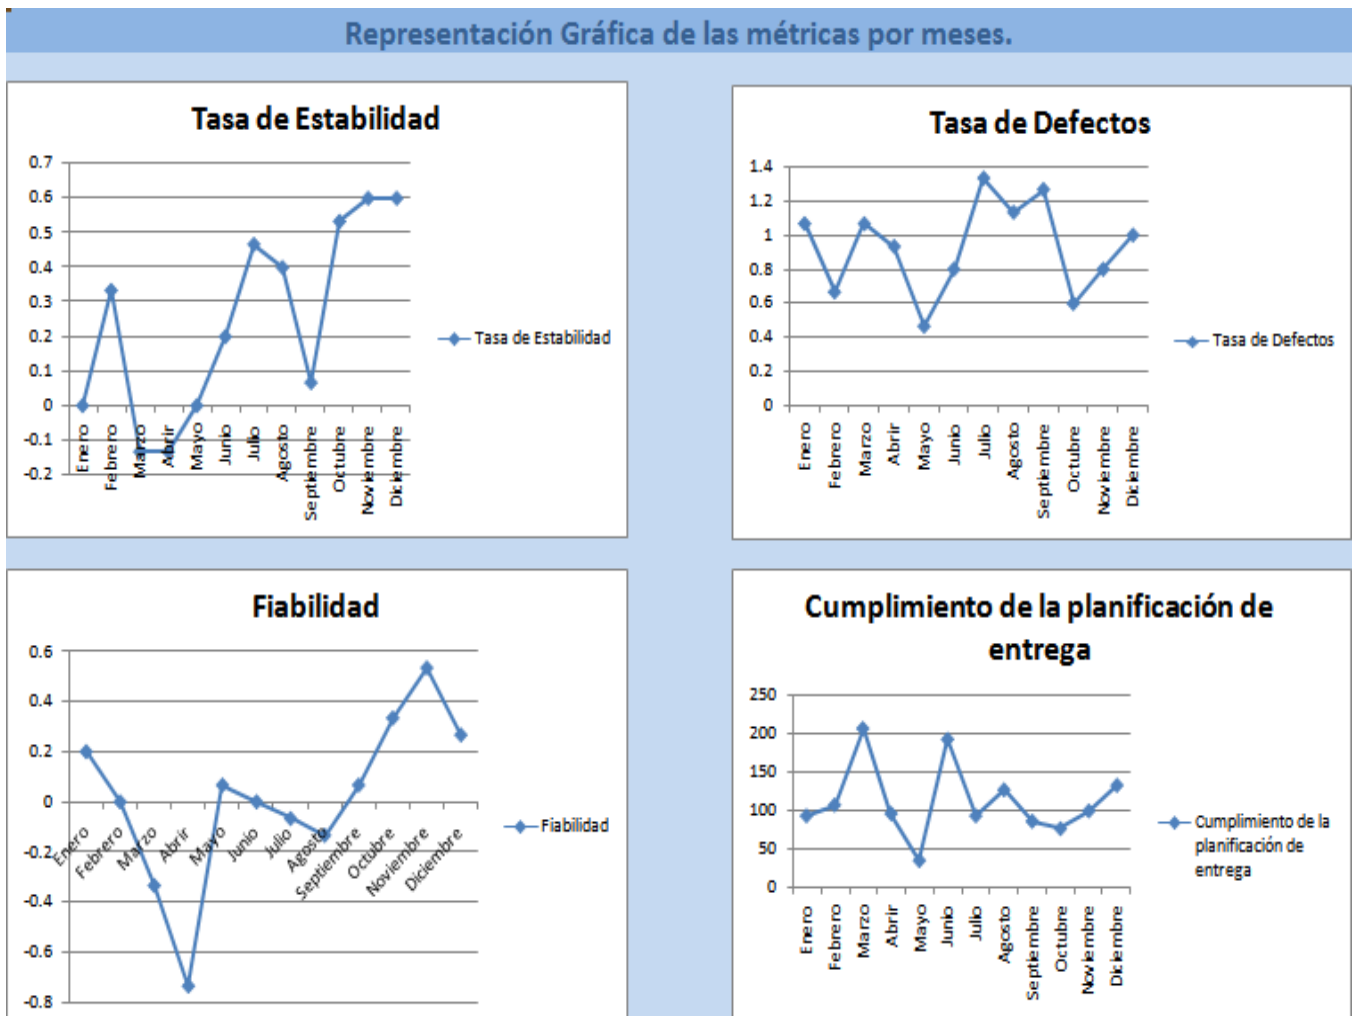 Representación Gráfica de las métricas por meses.
Tasa de Estabilidad
0.7
0.6
0.5
0.4
0.3
0.2
0.1
0
-0.1
-0.2
Enero
Febrero
Marzo
Abrir
Mayo
Junio
Julio
Agosto
Septiembre
Octubre
Noviembre
Diciembre
Tasa de Estabilidad
Tasa de Defectos
1.4
1.2
1
0.8
0.6
0.4
0.2
0
Enero
Febrero
Marzo
Abrir
Mayo
Junio
Julio
Agosto
Septiembre
Octubre
Noviembre
Diciembre
Tasa de Defectos
Fiabilidad
0.6
0.4
0.2
0
-0.2
-0.4
-0.6
-0.8
Enero
Febrero
Marzo
Abrir
Mayo
Junio
Julio
Agosto
Septiembre
Octubre
Noviembre
Diciembre
Fiabilidad
Cumplimiento de la planificación de
entrega
250
200
150
100
50
0
Enero
Febrero
Marzo
Abrir
Mayo
Junio
Julio
Agosto
Septiembre
Octubre
Noviembre
Diciembre
Cumplimiento de la
planificación de
entrega